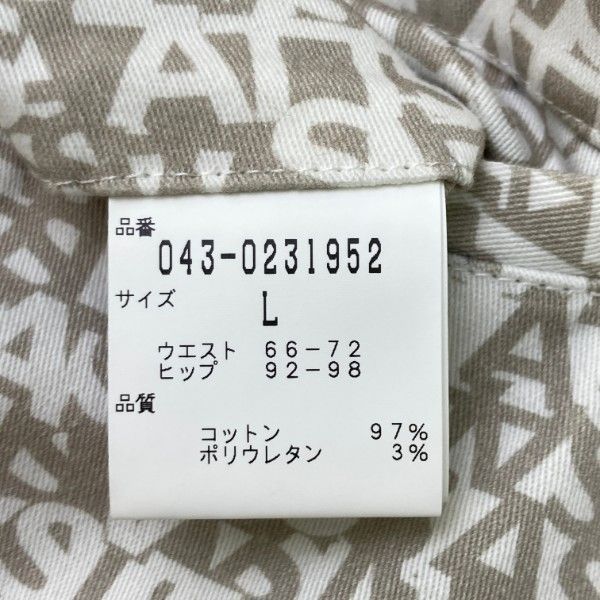 品番
043-0231952
サイズ
L
ウエスト 66-72
ヒップ 92-98
品質
コットン 97%
ポリウレタン 3%